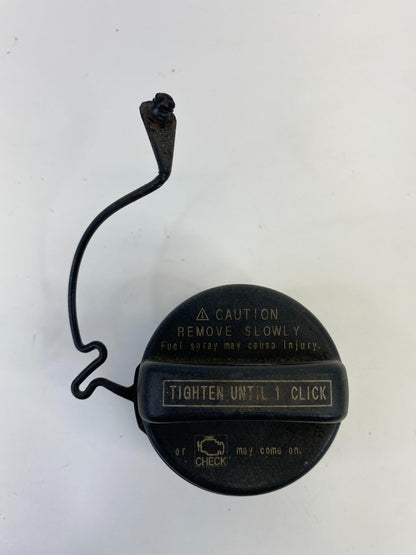 ⚠ CAUTION
REMOVE SLOWLY
Fuel spray may cause injury.
TIGHTEN UNTIL 1 CLICK
or CHECK may come on.